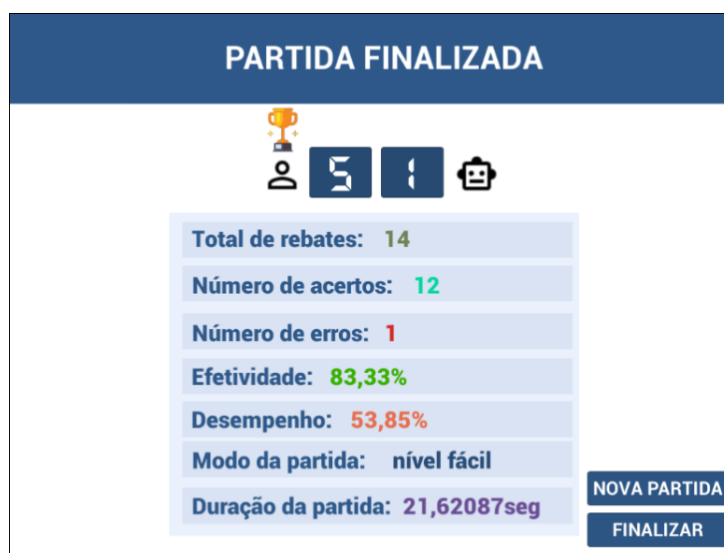 PARTIDA FINALIZADA
5 1
Total de rebates: 14
Número de acertos: 12
Número de erros: 1
Efetividade: 83,33%
Desempenho: 53,85%
Modo da partida: nível fácil
Duração da partida: 21,62087seg
NOVA PARTIDA
FINALIZAR